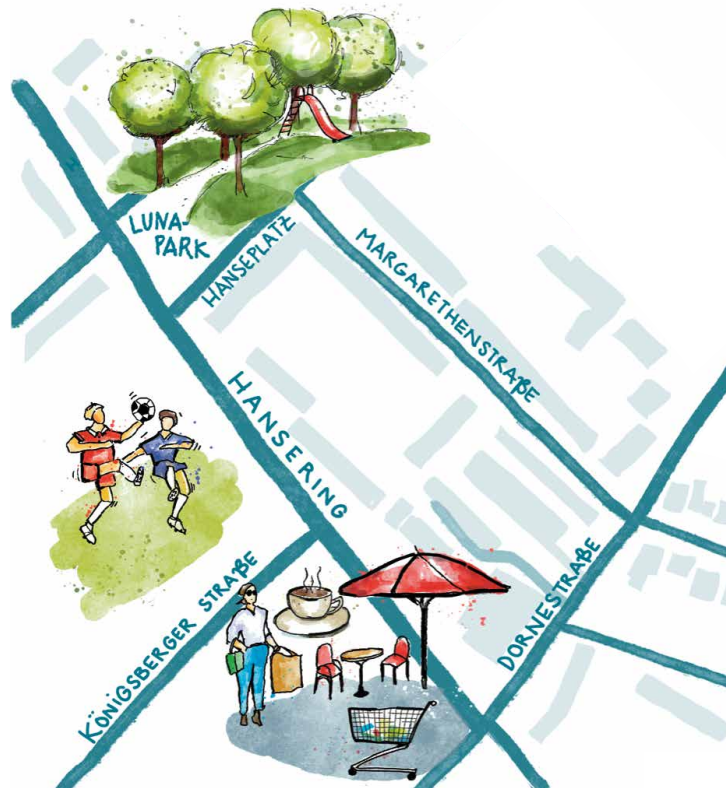 LUNA-
PARK
HANSEPLATZ
MARGARETHENSTRAßE
HANSERING
KÖNIGSBERGER STRAßE
DORNESTRAßE